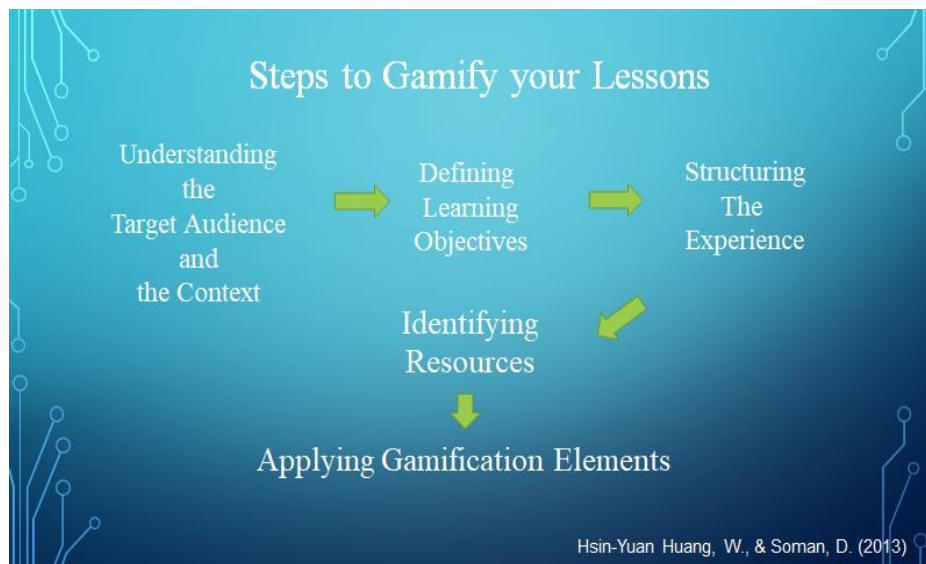 Steps to Gamify your Lessons
Understanding
the
Target Audience
and
the Context
Defining
Learning
Objectives
Structuring
The
Experience
Identifying
Resources
Applying Gamification Elements
Hsin-Yuan Huang, W., & Soman, D. (2013)